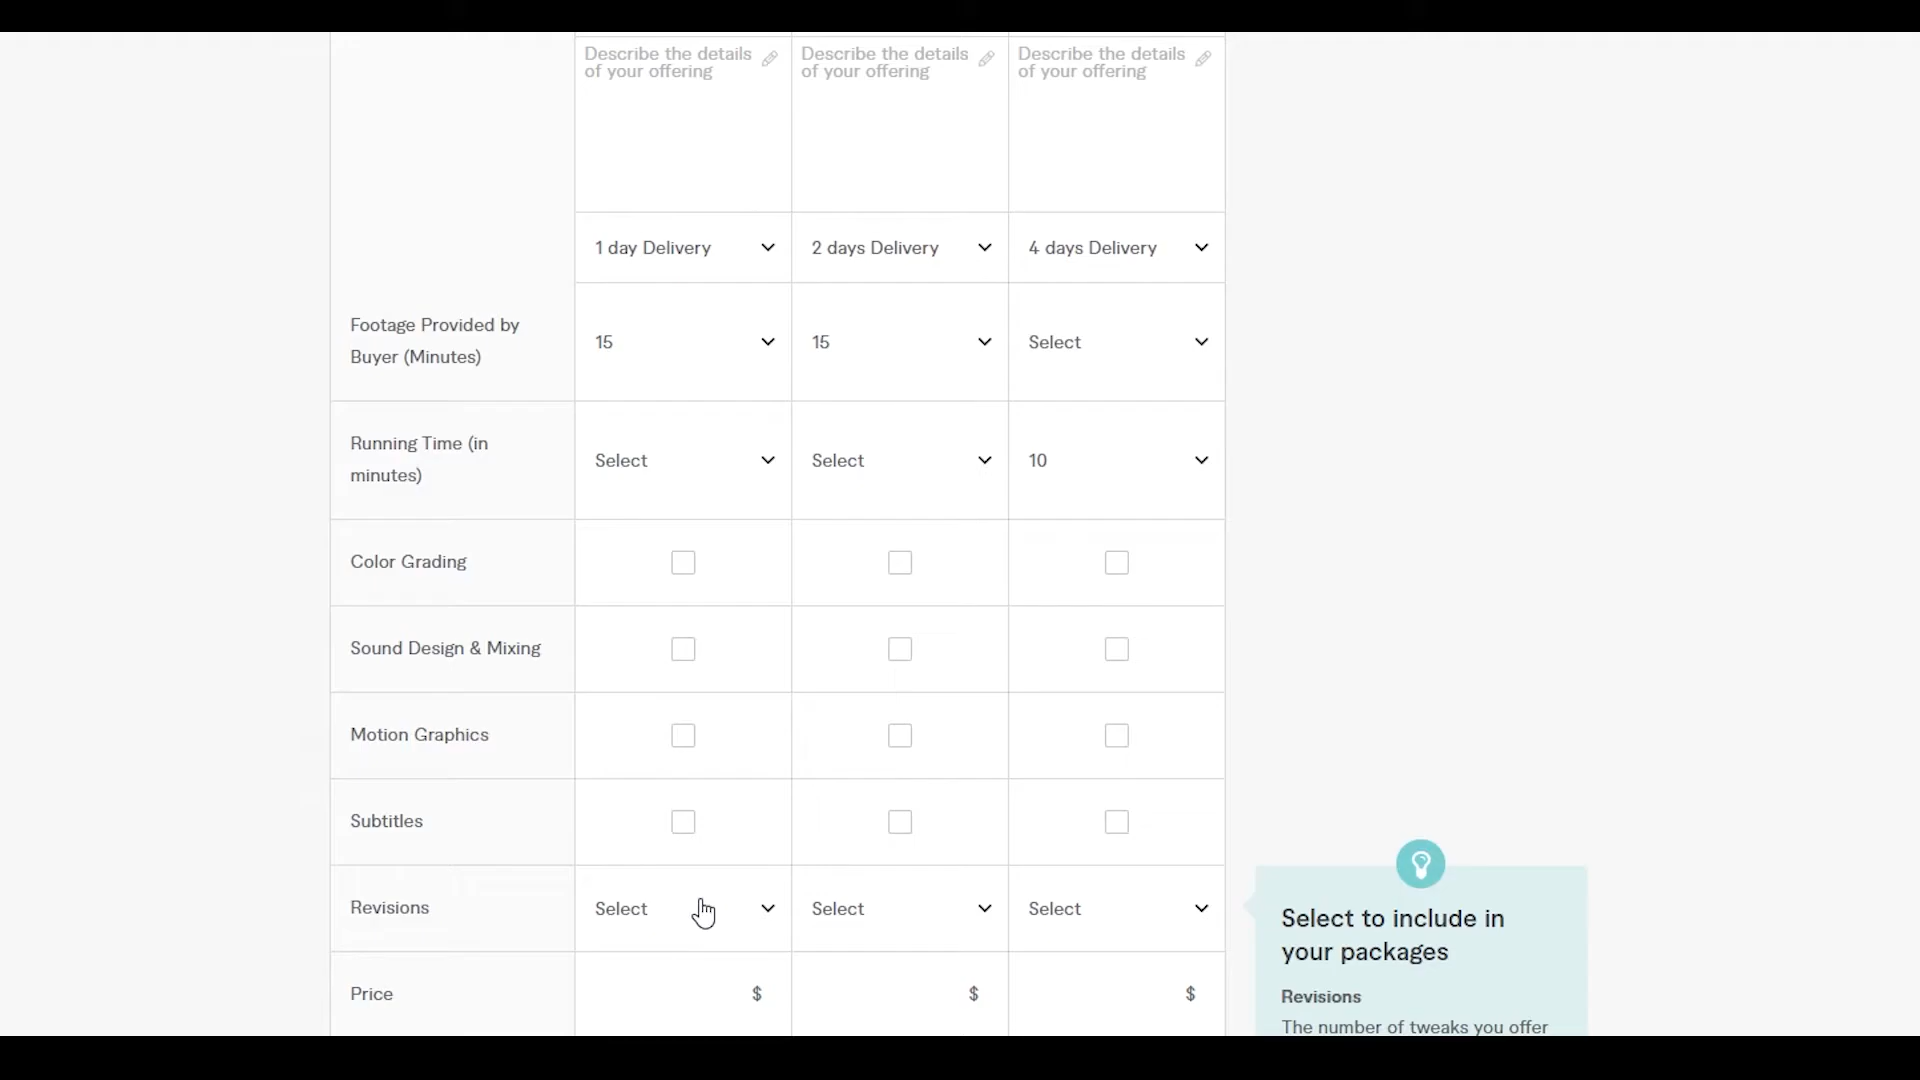 Describe the details
of your offering
Describe the details
of your offering
Describe the details
of your offering
1 day Delivery
2 days Delivery
4 days Delivery
Footage Provided by
Buyer (Minutes)
15
15
Select
Running Time (in
minutes)
Select
Select
10
Color Grading
Sound Design & Mixing
Motion Graphics
Subtitles
Revisions
Select
Select
Select
Price
$
$
$
Select to include in
your packages
Revisions
The number of tweaks you offer